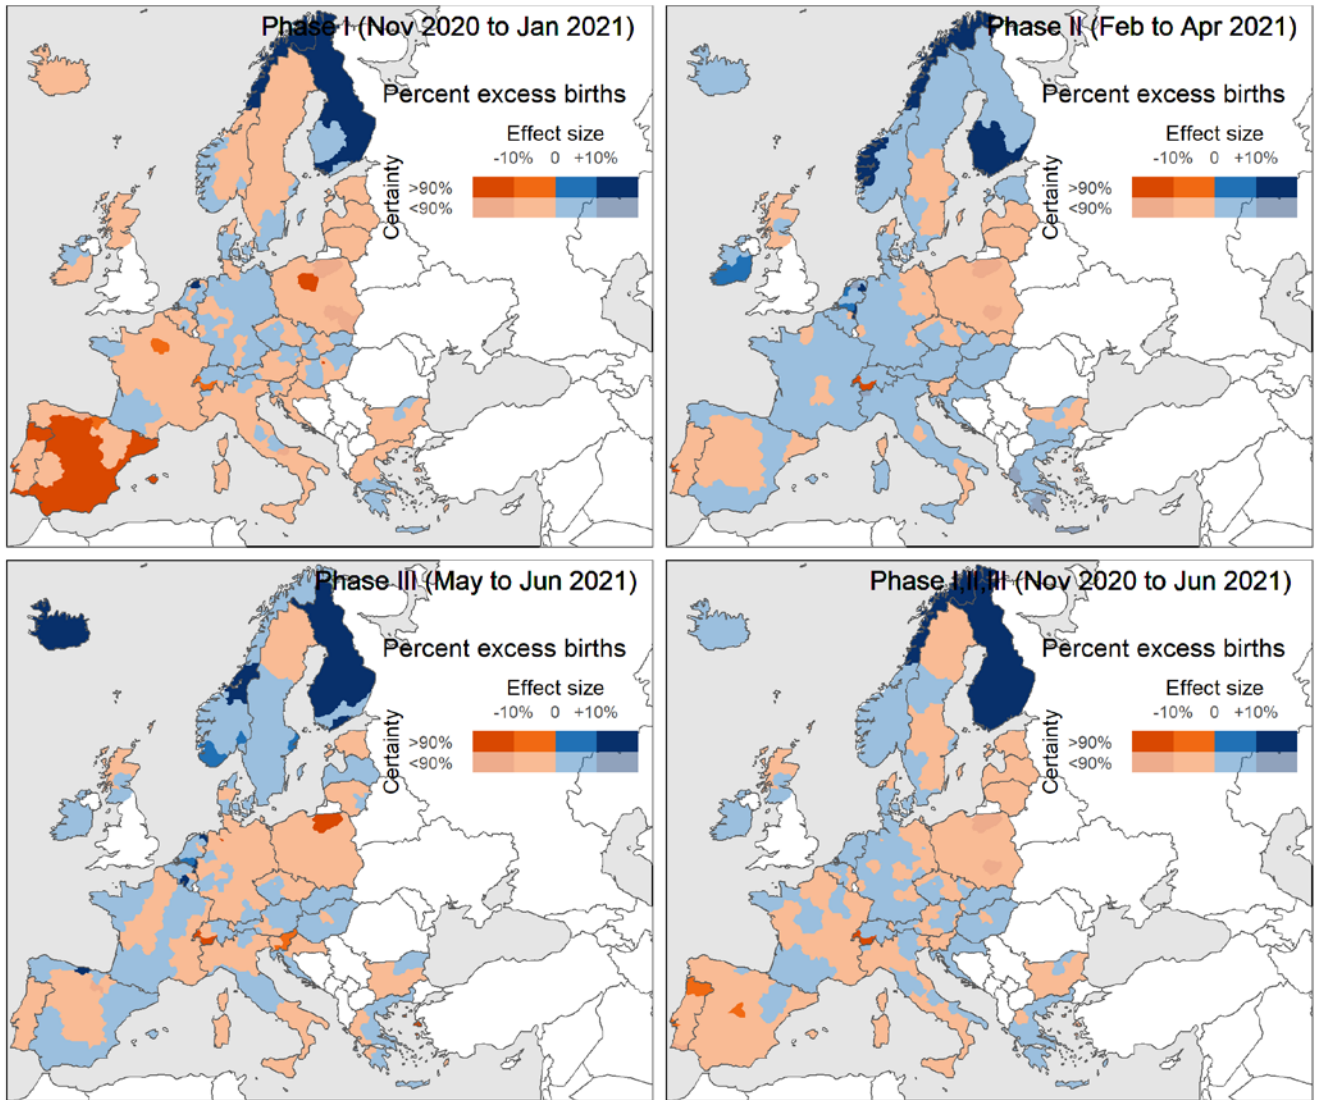 Phase I (Nov 2020 to Jan 2021)
Percent excess births
Effect size
-10% 0 +10%
Certainty
>90%
<90%
Phase II (Feb to Apr 2021)
Percent excess births
Effect size
-10% 0 +10%
Certainty
>90%
<90%
Phase III (May to Jun 2021)
Percent excess births
Effect size
-10% 0 +10%
Certainty
>90%
<90%
Phase I,II,III (Nov 2020 to Jun 2021)
Percent excess births
Effect size
-10% 0 +10%
Certainty
>90%
<90%